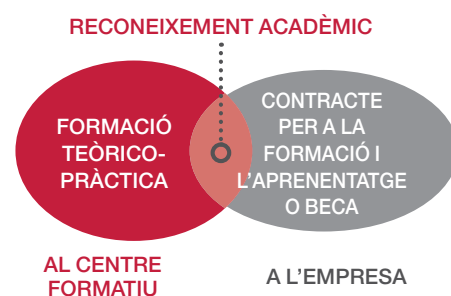 RECONEIXEMENT ACADÈMIC
FORMACIÓ
TEÒRICO-
PRÀCTICA
CONTRACTE
PER A LA
FORMACIÓ I
L'APRENENTATGE
O BECA
AL CENTRE
FORMATIU
A L'EMPRESA